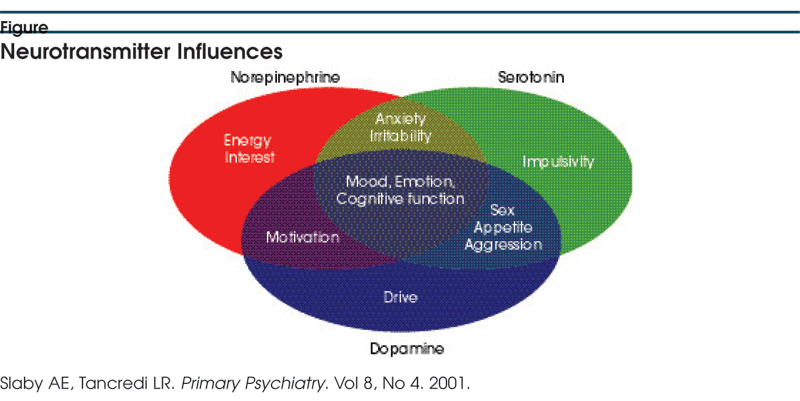 Figure
Neurotransmitter Influences
Norepinephrine
Serotonin
Anxiety
Irritability
Energy
Interest
Impulsivity
Mood, Emotion,
Cognitive function
Sex
Appetite
Aggression
Motivation
Drive
Dopamine
Slaby AE, Tancredi LR. Primary Psychiatry. Vol 8, No 4. 2001.